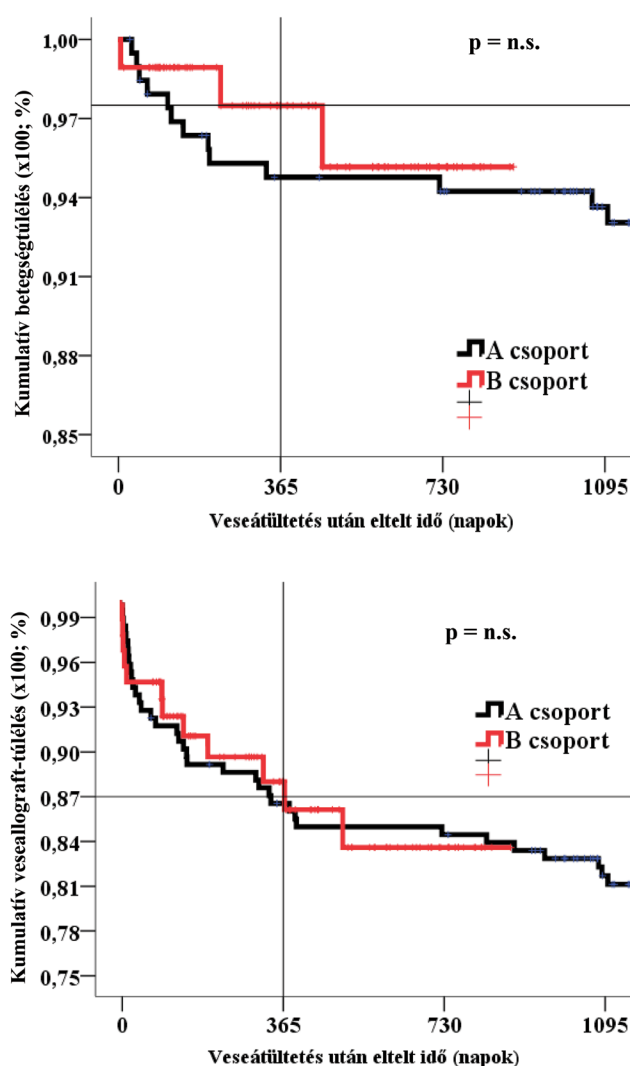 p = n.s.
Kumulatív betegségtúlélés (x100; %)
1,00
0,97
0,94
0,91
0,88
0,85
A csoport
B csoport
0 365 730 1095
Veseátültetés után eltelt idő (napok)
p = n.s.
Kumulatív veseallograft-túlélés (x100; %)
0,99
0,96
0,93
0,90
0,87
0,84
0,81
0,78
0,75
A csoport
B csoport
0 365 730 1095
Veseátültetés után eltelt idő (napok)